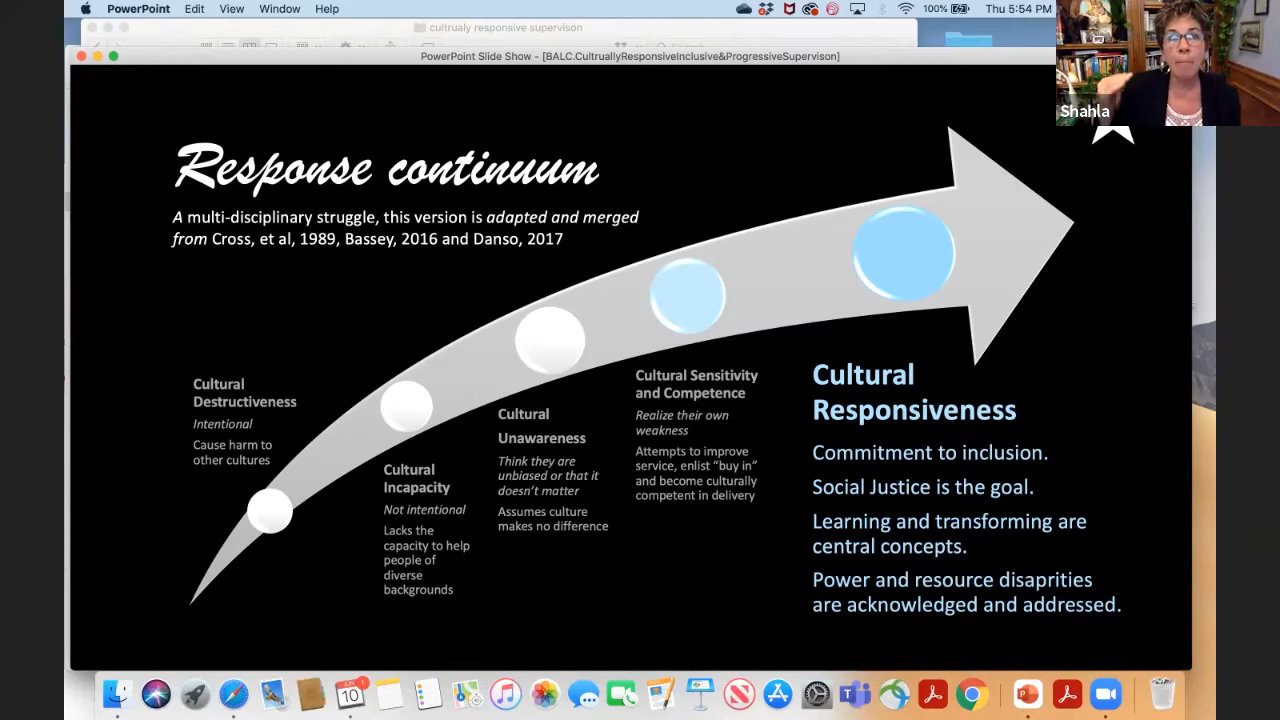 PowerPoint Edit View Window Help
100% Thu 5:54 PM
cultrualy responsive supervison
PowerPoint Slide Show - [BALC.CultruallyResponsiveInclusive&ProgressiveSupervison]
Shahla
Response continuum
A multi-disciplinary struggle, this version is adapted and merged
from Cross, et al, 1989, Bassey, 2016 and Danso, 2017
Cultural
Destructiveness
Intentional
Cause harm to
other cultures
Cultural
Incapacity
Not intentional
Lacks the
capacity to help
people of
diverse
backgrounds
Cultural
Unawareness
Think they are
unbiased or that it
doesn't matter
Assumes culture
makes no difference
Cultural Sensitivity
and Competence
Realize their own
weakness
Attempts to improve
service, enlist "buy in"
and become culturally
competent in delivery
Cultural
Responsiveness
Commitment to inclusion.
Social Justice is the goal.
Learning and transforming are
central concepts.
Power and resource disaprities
are acknowledged and addressed.
10